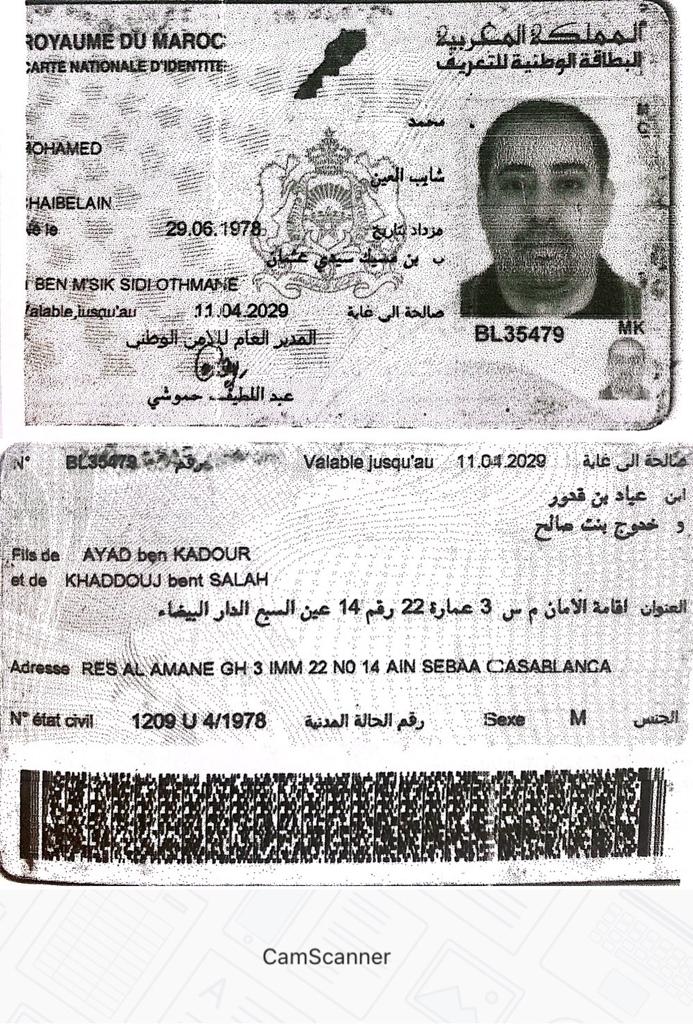 ROYAUME DU MAROC
المملكة المغربية
CARTE NATIONALE D'IDENTITE
البطاقة الوطنية للتعريف
محمد
MOHAMED
شايب العين
HAIBELAIN
Né le 29.06.1978 مزداد بتاريخ
ب بن مسيك سيدي عثمان
BEN M'SIK SIDI OTHMANE
Valable jusqu'au 11.04.2029 صالحة الى غاية
المدير العام للأمن الوطني
عبد اللطيف حموشي
BL35479
MK
N° BL35479 رقم Valable jusqu'au 11.04.2029 صالحة الى غاية
ابن عياد بن قدور
و خدوج بنت صالح
Fils de AYAD ben KADOUR
et de KHADDOUJ bent SALAH
العنوان اقامة الامان م س 3 عمارة 22 رقم 14 عين السبع الدار البيضاء
Adresse RES AL AMANE GH 3 IMM 22 N0 14 AIN SEBAA CASABLANCA
N° état civil 1209 U 4/1978 رقم الحالة المدنية Sexe M الجنس
CamScanner